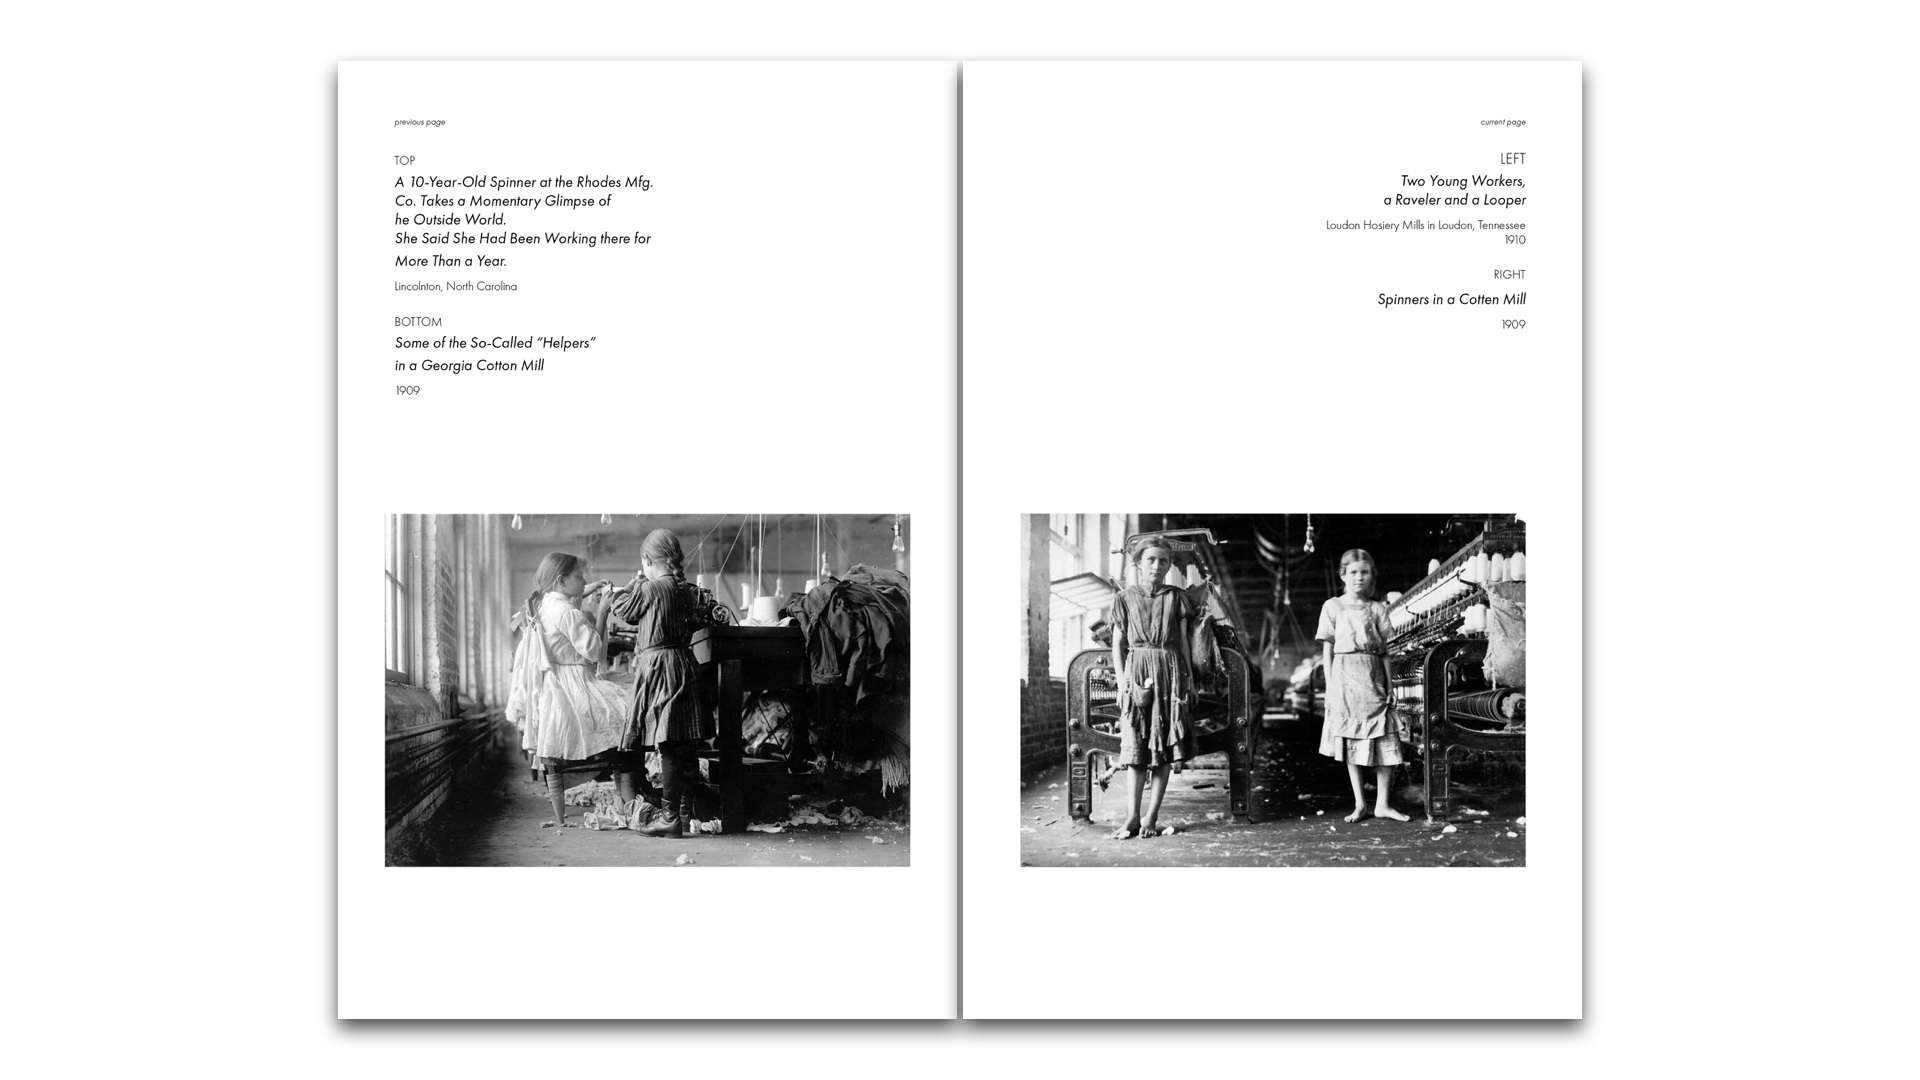 previous page
TOP
A 10-Year-Old Spinner at the Rhodes Mfg.
Co. Takes a Momentary Glimpse of
he Outside World.
She Said She Had Been Working there for
More Than a Year.
Lincolnton, North Carolina
BOTTOM
Some of the So-Called “Helpers”
in a Georgia Cotton Mill
1909
current page
LEFT
Two Young Workers,
a Raveler and a Looper
Loudon Hosiery Mills in Loudon, Tennessee
1910
RIGHT
Spinners in a Cotten Mill
1909